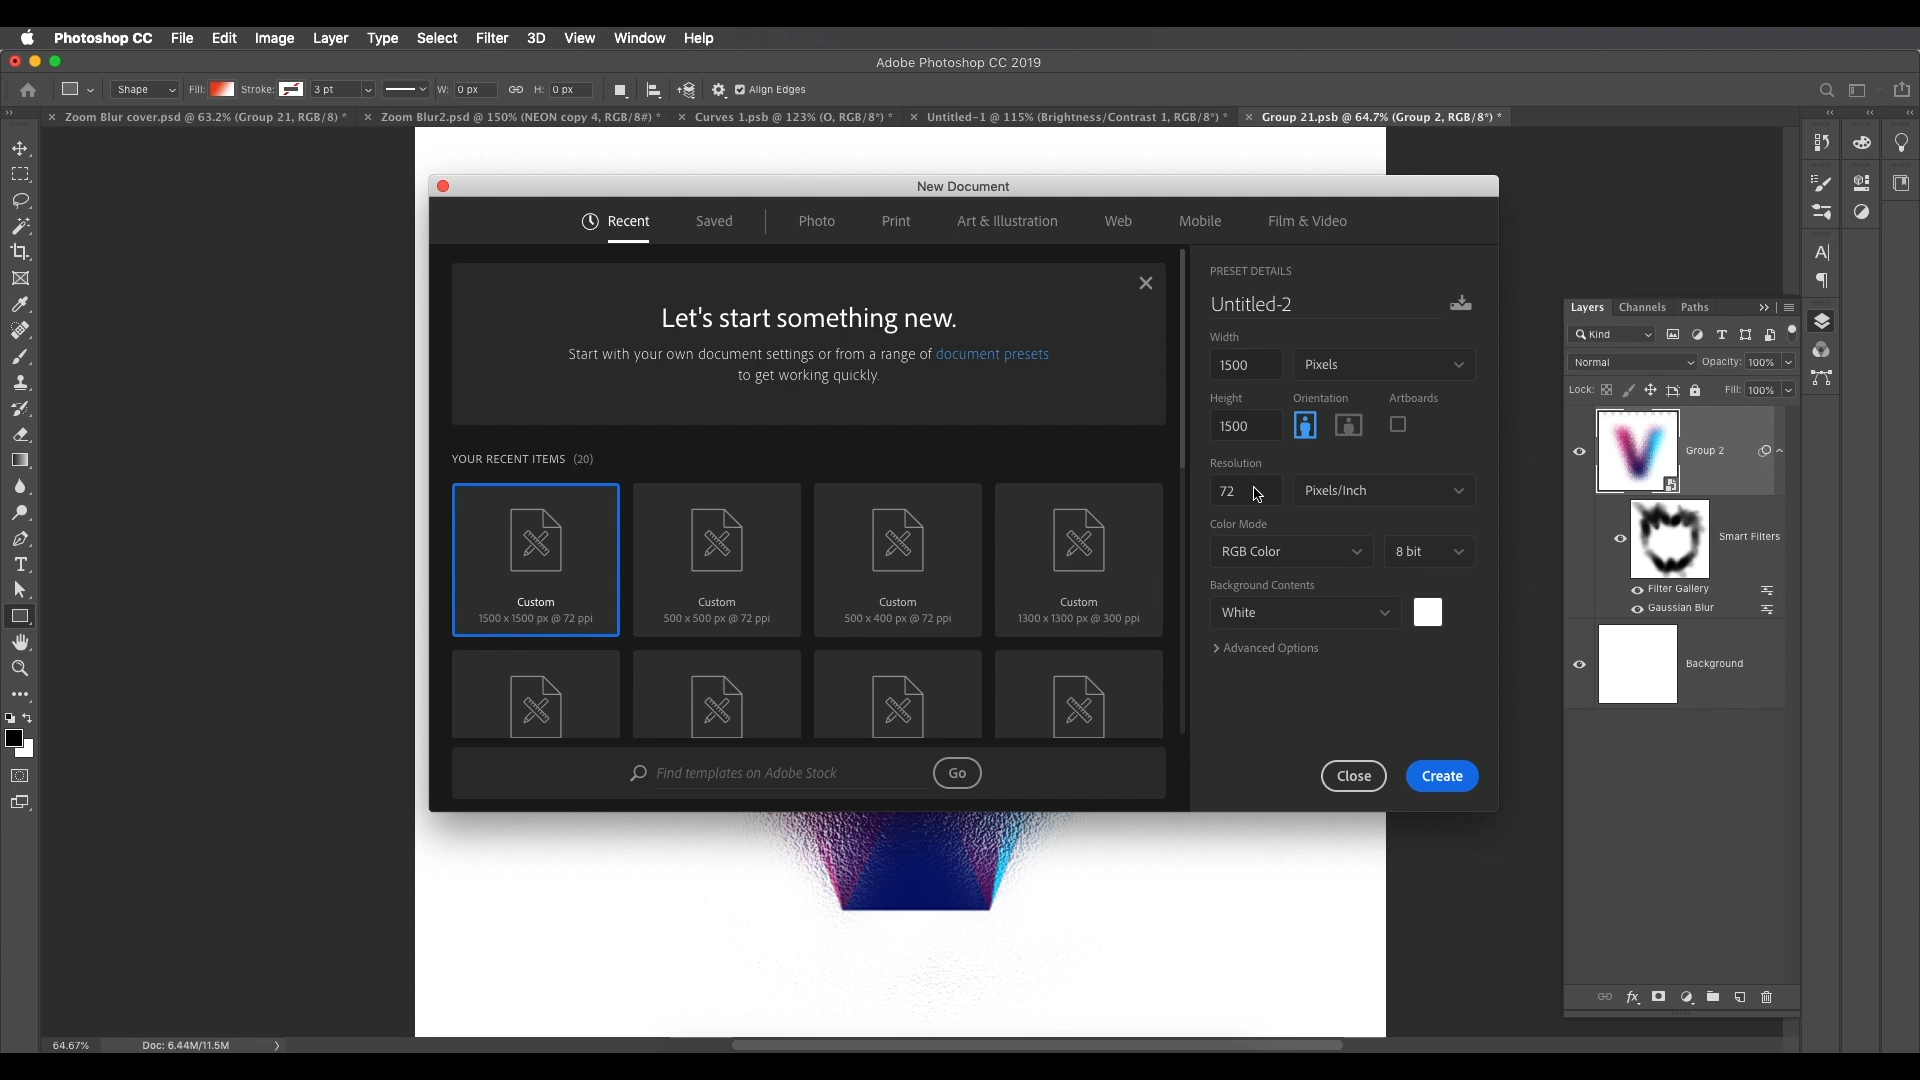 Photoshop CC File Edit Image Layer Type Select Filter 3D View Window Help
Adobe Photoshop CC 2019
Shape Fill: Stroke: 3 pt W: 0 px H: 0 px Align Edges
Zoom Blur cover.psd @ 63.2% (Group 21, RGB/8) * Zoom Blur2.psd @ 150% (NEON copy 4, RGB/8#) * Curves 1.psb @ 123% (O, RGB/8*) * Untitled-1 @ 115% (Brightness/Contrast 1, RGB/8*) * Group 21.psb @ 64.7% (Group 2, RGB/8*) *
New Document
Recent Saved Photo Print Art & Illustration Web Mobile Film & Video
Let's start something new.
Start with your own document settings or from a range of document presets
to get working quickly.
YOUR RECENT ITEMS (20)
Custom
1500 x 1500 px @ 72 ppi
Custom
500 x 500 px @ 72 ppi
Custom
500 x 400 px @ 72 ppi
Custom
1300 x 1300 px @ 300 ppi
Find templates on Adobe Stock Go
PRESET DETAILS
Untitled-2
Width
1500 Pixels
Height Orientation Artboards
1500
Resolution
72 Pixels/Inch
Color Mode
RGB Color 8 bit
Background Contents
White
Advanced Options
Close Create
Layers Channels Paths
Kind
Normal Opacity: 100%
Lock: Fill: 100%
Group 2
Smart Filters
Filter Gallery
Gaussian Blur
Background
64.67% Doc: 6.44M/11.5M